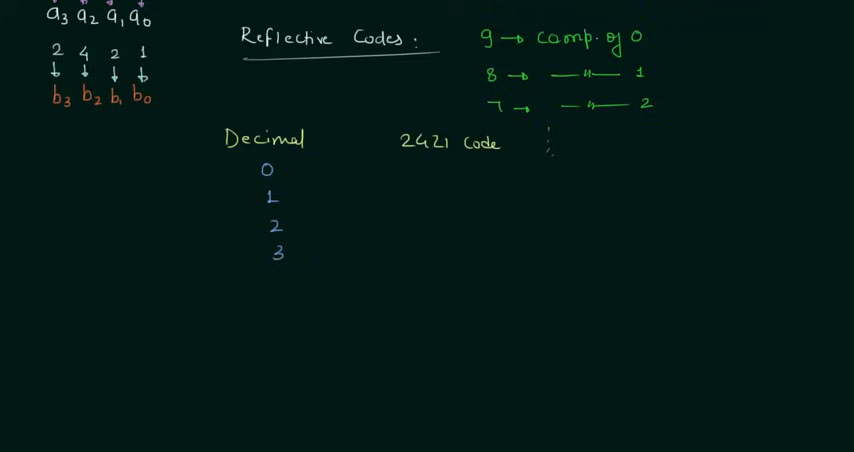 a3 a2 a1 a0
2 4 2 1
b3 b2 b1 b0
Reflective Codes :
9 → comp. of 0
8 → —〃— 1
7 → —〃— 2
Decimal 2421 Code
0
1
2
3